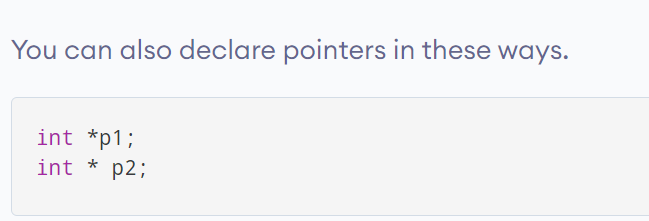 You can also declare pointers in these ways.
int *p1;
int * p2;